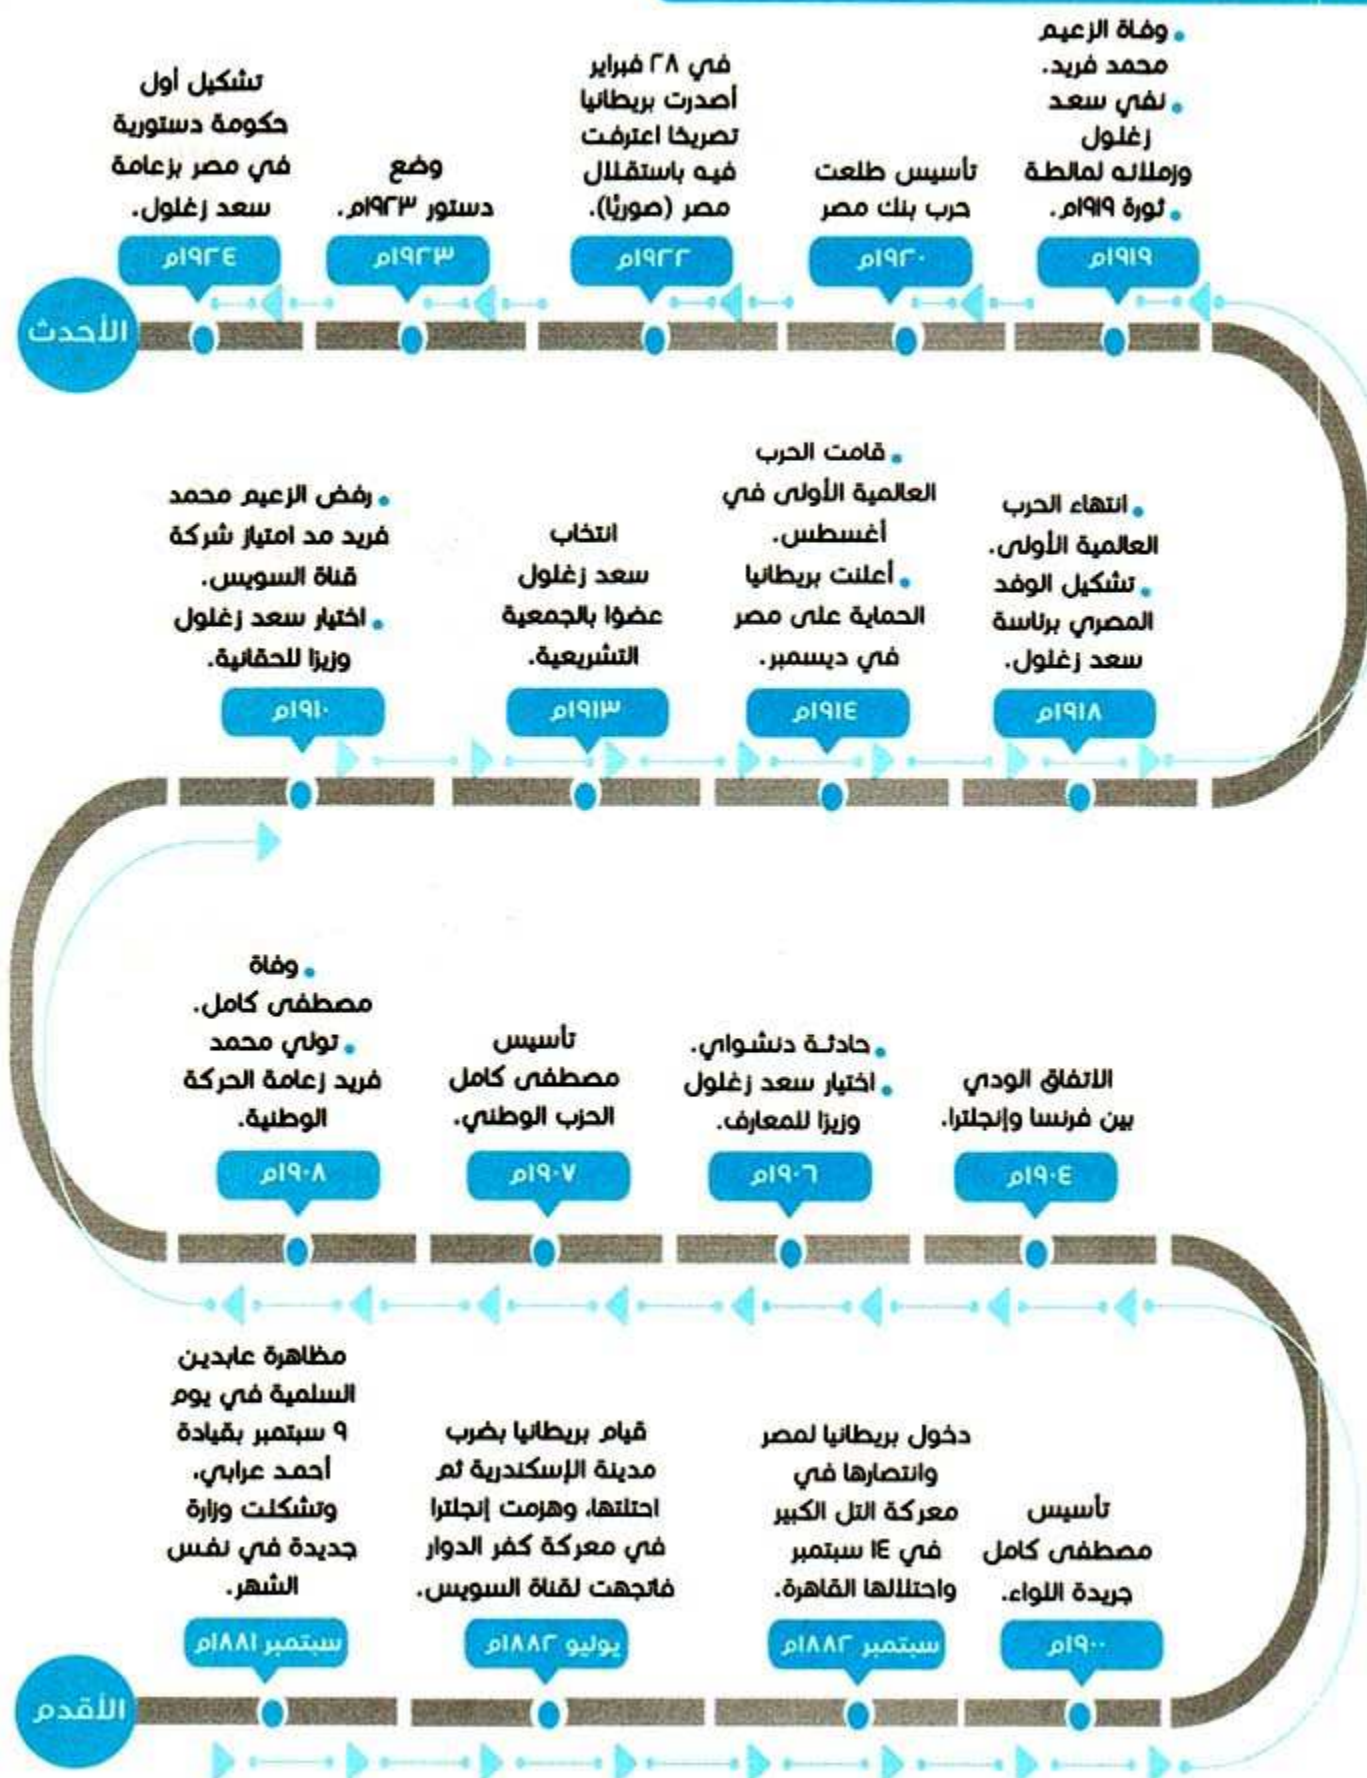 • وفاة الزعيم
محمد فريد.
• نفي سعد
زغلول
وزملائه لمالطة
• ثورة ١٩١٩م.
١٩١٩م
تأسيس طلعت
حرب بنك مصر
١٩٢٠م
في ٢٨ فبراير
أصدرت بريطانيا
تصريحًا اعترفت
فيه باستقلال
مصر (صوريًا).
١٩٢٢م
وضع
دستور ١٩٢٣م.
١٩٢٣م
تشكيل أول
حكومة دستورية
في مصر بزعامة
سعد زغلول.
١٩٢٤م
الأحدث
• انتهاء الحرب
العالمية الأولى.
• تشكيل الوفد
المصري برئاسة
سعد زغلول.
١٩١٨م
• قامت الحرب
العالمية الأولى في
أغسطس.
• أعلنت بريطانيا
الحماية على مصر
في ديسمبر.
١٩١٤م
انتخاب
سعد زغلول
عضوًا بالجمعية
التشريعية.
١٩١٣م
• رفض الزعيم محمد
فريد مد امتياز شركة
قناة السويس.
• اختيار سعد زغلول
وزيرًا للحقانية.
١٩١٠م
الاتفاق الودي
بين فرنسا وإنجلترا.
١٩٠٤م
• حادثة دنشواي.
• اختيار سعد زغلول
وزيرًا للمعارف.
١٩٠٦م
تأسيس
مصطفى كامل
الحزب الوطني.
١٩٠٧م
• وفاة
مصطفى كامل.
• تولي محمد
فريد زعامة الحركة
الوطنية.
١٩٠٨م
تأسيس
مصطفى كامل
جريدة اللواء.
١٩٠٠م
دخول بريطانيا لمصر
وانتصارها في
معركة التل الكبير
في ١٤ سبتمبر
واحتلالها القاهرة.
سبتمبر ١٨٨٢م
قيام بريطانيا بضرب
مدينة الإسكندرية ثم
احتلتها، وهزمت إنجلترا
في معركة كفر الدوار
فاتجهت لقناة السويس.
يوليو ١٨٨٢م
مظاهرة عابدين
السلمية في يوم
٩ سبتمبر بقيادة
أحمد عرابي،
وتشكلت وزارة
جديدة في نفس
الشهر.
سبتمبر ١٨٨١م
الأقدم